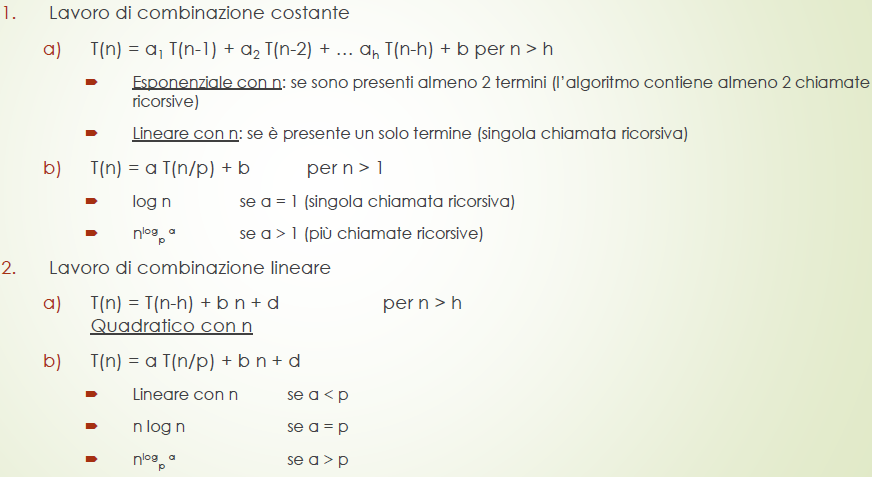 1. Lavoro di combinazione costante
a) T(n) = a₁ T(n-1) + a₂ T(n-2) + … aₕ T(n-h) + b per n > h
Esponenziale con n: se sono presenti almeno 2 termini (l'algoritmo contiene almeno 2 chiamate
ricorsive)
Lineare con n: se è presente un solo termine (singola chiamata ricorsiva)
b) T(n) = a T(n/p) + b per n > 1
log n se a = 1 (singola chiamata ricorsiva)
n^log_p a se a > 1 (più chiamate ricorsive)
2. Lavoro di combinazione lineare
a) T(n) = T(n-h) + b n + d per n > h
Quadratico con n
b) T(n) = a T(n/p) + b n + d
Lineare con n se a < p
n log n se a = p
n^log_p a se a > p